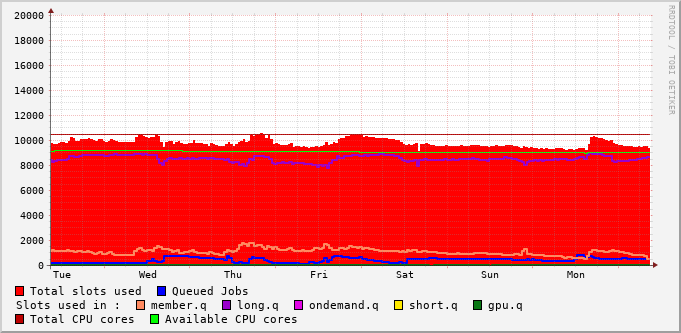 20000
18000
16000
14000
12000
10000
8000
6000
4000
2000
0
Tue Wed Thu Fri Sat Sun Mon
Total slots used Queued Jobs
Slots used in : member.q long.q ondemand.q short.q gpu.q
Total CPU cores Available CPU cores
RRDTOOL / TOBI OETIKER